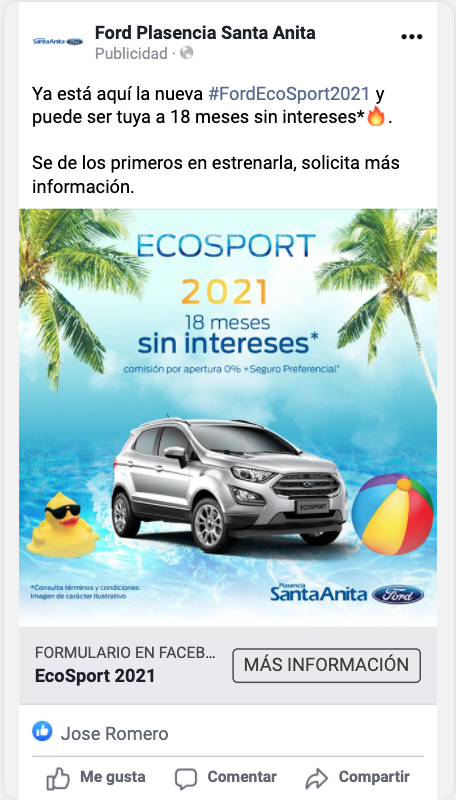 SantaAnita Ford
Ford Plasencia Santa Anita
Publicidad ·
Ya está aquí la nueva #FordEcoSport2021 y
puede ser tuya a 18 meses sin intereses*🔥.
Se de los primeros en estrenarla, solicita más
información.
ECOSPORT
2021
18 meses
sin intereses*
comisión por apertura 0% +Seguro Preferencial*
ECOSPORT
*Consulta términos y condiciones.
Imagen de carácter ilustrativo
Plasencia
SantaAnita Ford
FORMULARIO EN FACEB...
EcoSport 2021
MÁS INFORMACIÓN
Jose Romero
Me gusta Comentar Compartir